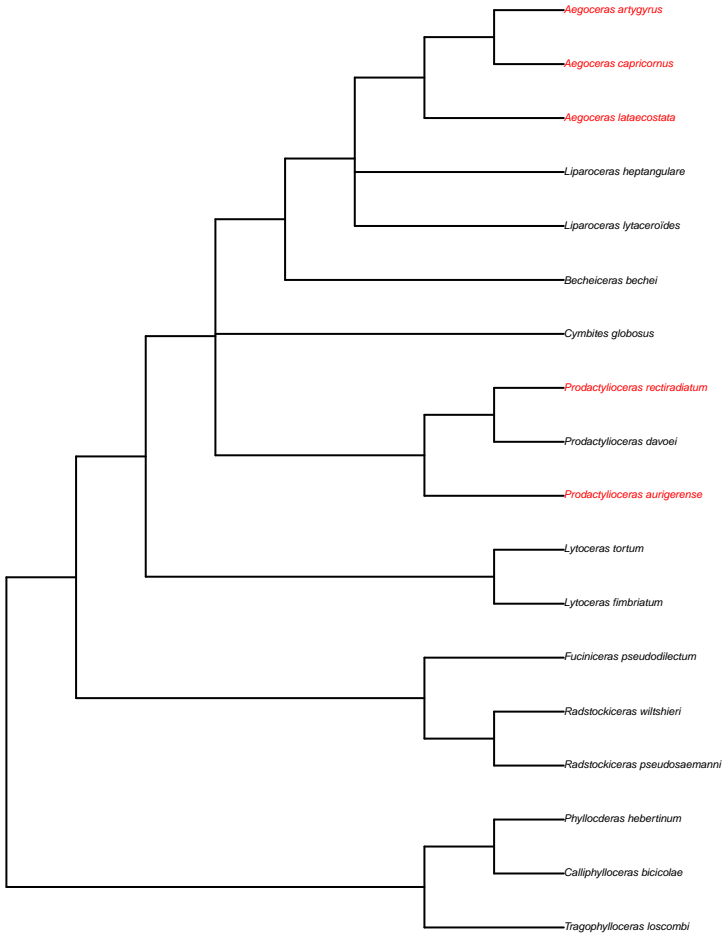 Aegoceras artygyrus
Aegoceras capricornus
Aegoceras lataecostata
Liparoceras heptangulare
Liparoceras lytaceroïdes
Becheiceras bechei
Cymbites globosus
Prodactylioceras rectiradiatum
Prodactylioceras davoei
Prodactylioceras aurigerense
Lytoceras tortum
Lytoceras fimbriatum
Fuciniceras pseudodilectum
Radstockiceras wiltshieri
Radstockiceras pseudosaemanni
Phyllocderas hebertinum
Calliphylloceras bicicolae
Tragophylloceras loscombi